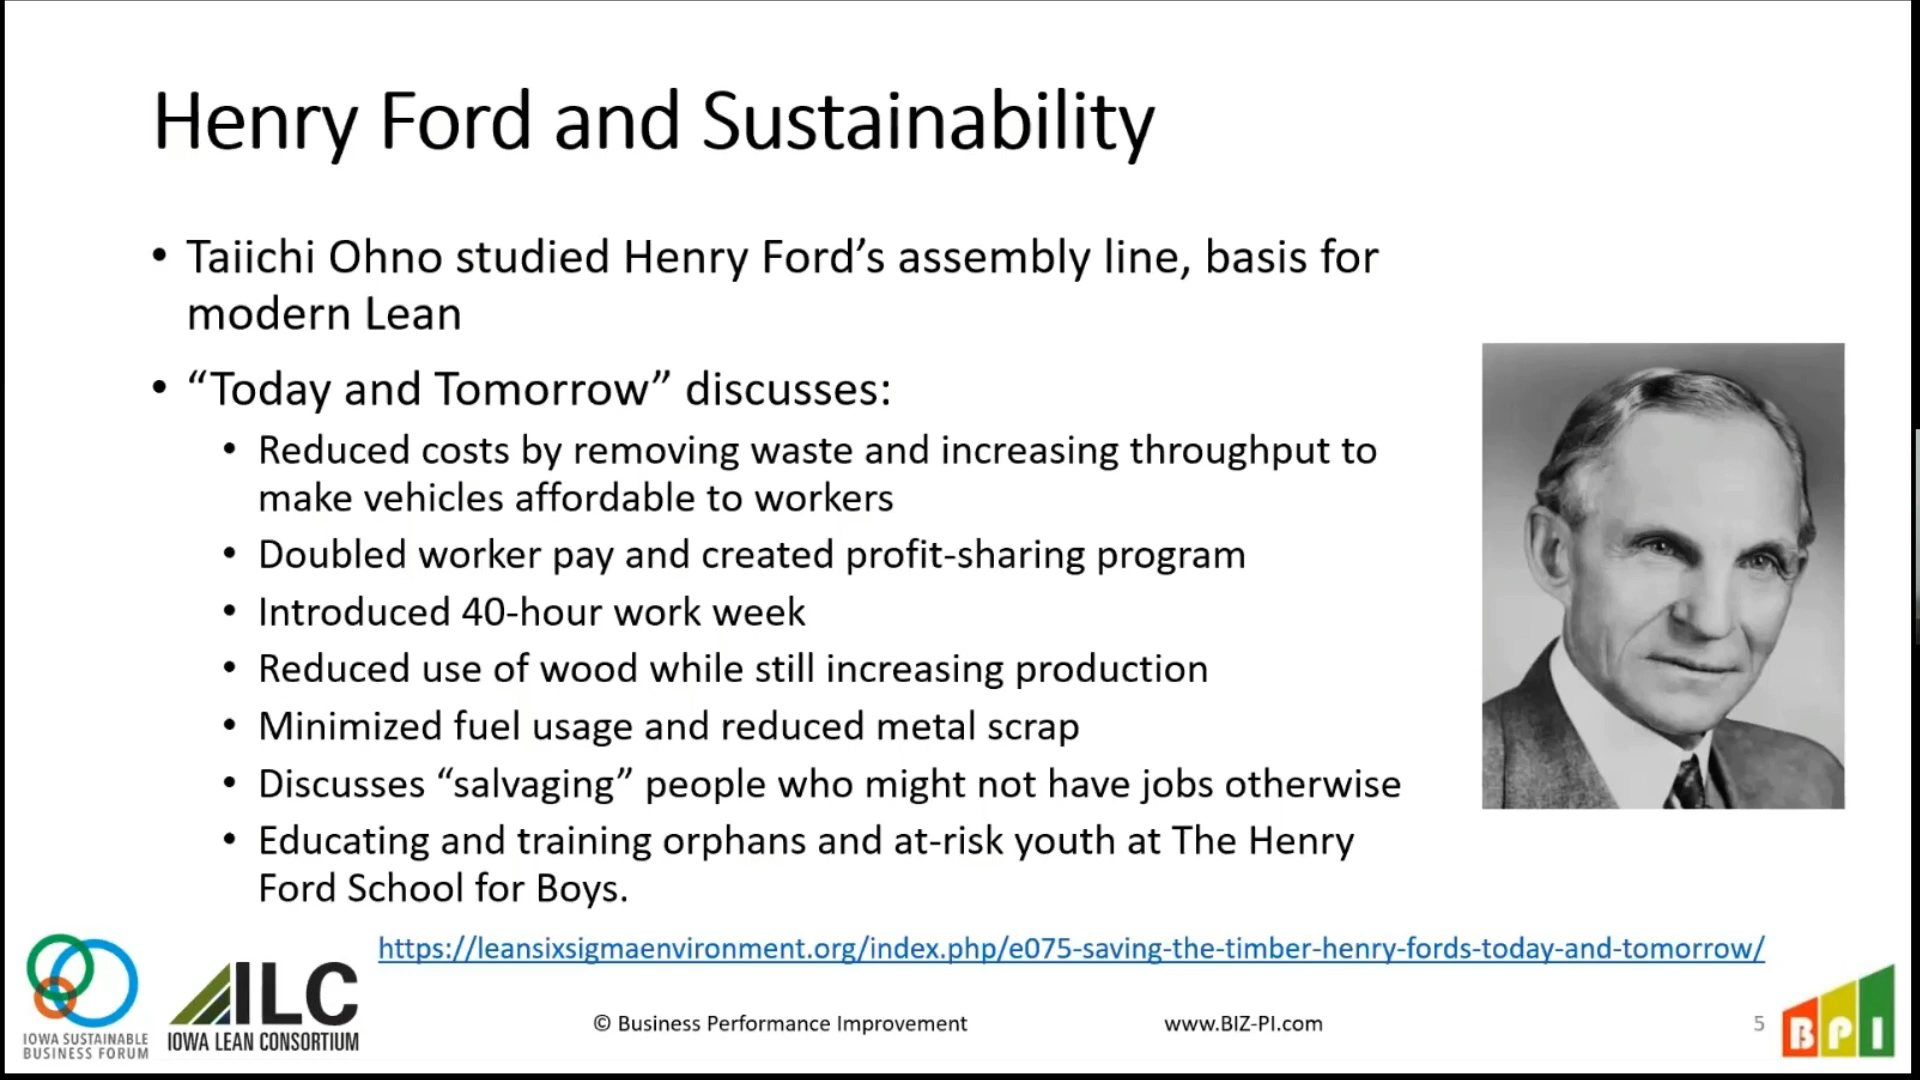 Henry Ford and Sustainability
• Taiichi Ohno studied Henry Ford’s assembly line, basis for
modern Lean
• “Today and Tomorrow” discusses:
• Reduced costs by removing waste and increasing throughput to
make vehicles affordable to workers
• Doubled worker pay and created profit-sharing program
• Introduced 40-hour work week
• Reduced use of wood while still increasing production
• Minimized fuel usage and reduced metal scrap
• Discusses “salvaging” people who might not have jobs otherwise
• Educating and training orphans and at-risk youth at The Henry
Ford School for Boys.
https://leansixsigmaenvironment.org/index.php/e075-saving-the-timber-henry-fords-today-and-tomorrow/
IOWA SUSTAINABLE
BUSINESS FORUM
ILC
IOWA LEAN CONSORTIUM
© Business Performance Improvement
www.BIZ-PI.com
5
BPI